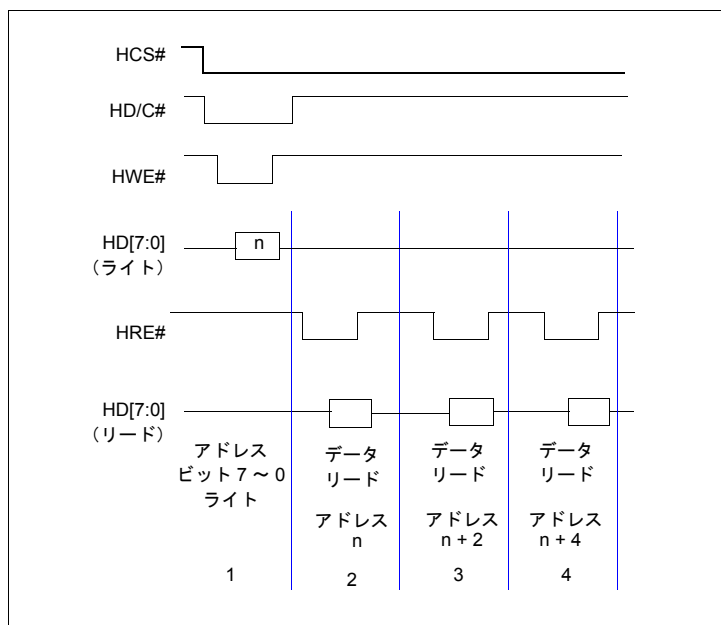 HCS#
HD/C#
HWE#
HD[7:0]
（ライト）
n
HRE#
HD[7:0]
（リード）
アドレス
ビット 7 ～ 0
ライト
データ
リード
アドレス
n
データ
リード
アドレス
n + 2
データ
リード
アドレス
n + 4
1
2
3
4